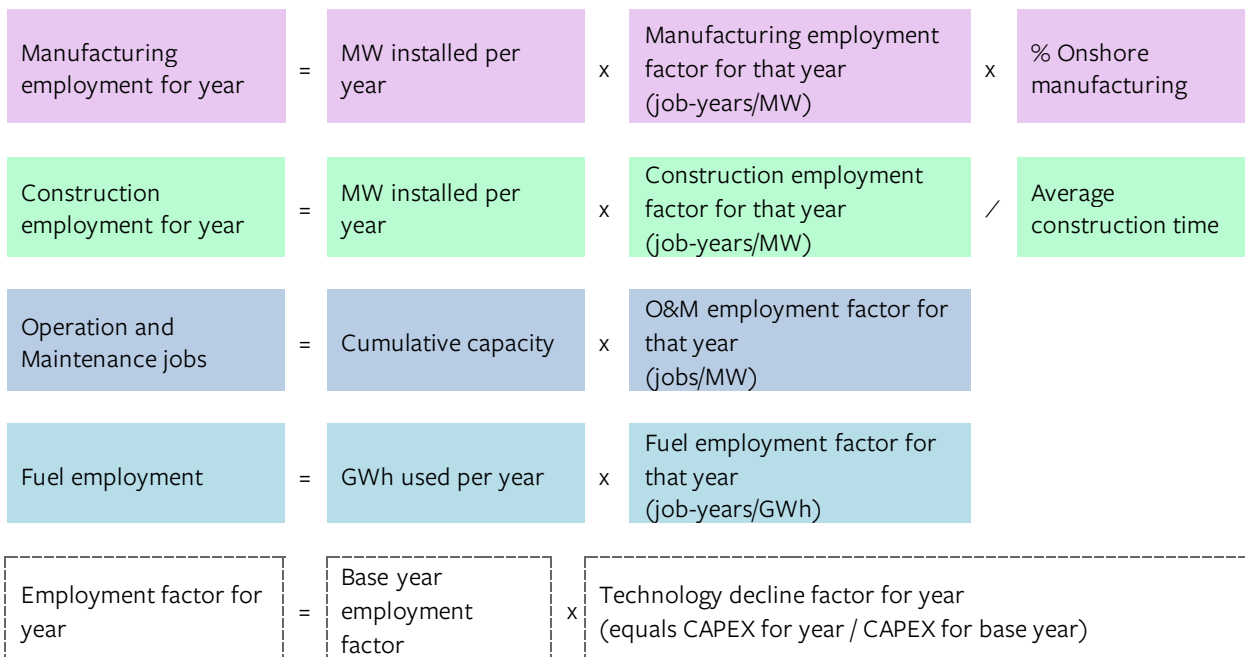 Manufacturing
employment for year
=
MW installed per
year
x
Manufacturing employment
factor for that year
(job-years/MW)
x
% Onshore
manufacturing
Construction
employment for year
=
MW installed per
year
x
Construction employment
factor for that year
(job-years/MW)
/
Average
construction time
Operation and
Maintenance jobs
=
Cumulative capacity
x
O&M employment factor for
that year
(jobs/MW)
Fuel employment
=
GWh used per year
x
Fuel employment factor for
that year
(job-years/GWh)
Employment factor for
year
=
Base year
employment
factor
x
Technology decline factor for year
(equals CAPEX for year / CAPEX for base year)